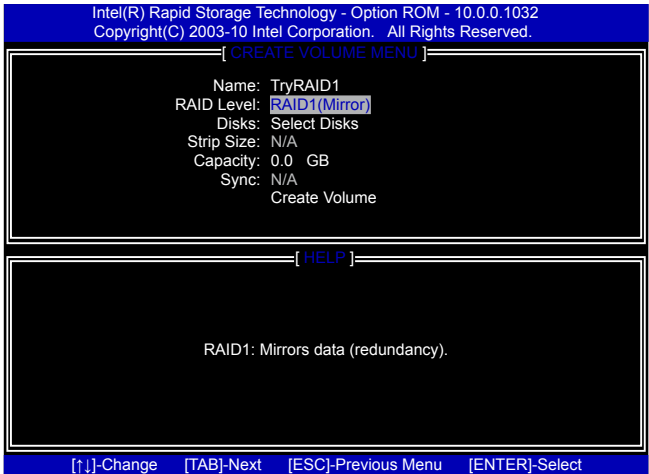 Intel(R) Rapid Storage Technology - Option ROM - 10.0.0.1032
Copyright(C) 2003-10 Intel Corporation. All Rights Reserved.
[ CREATE VOLUME MENU ]
Name: TryRAID1
RAID Level: RAID1(Mirror)
Disks: Select Disks
Strip Size: N/A
Capacity: 0.0 GB
Sync: N/A
Create Volume
[ HELP ]
RAID1: Mirrors data (redundancy).
[↑↓]-Change [TAB]-Next [ESC]-Previous Menu [ENTER]-Select